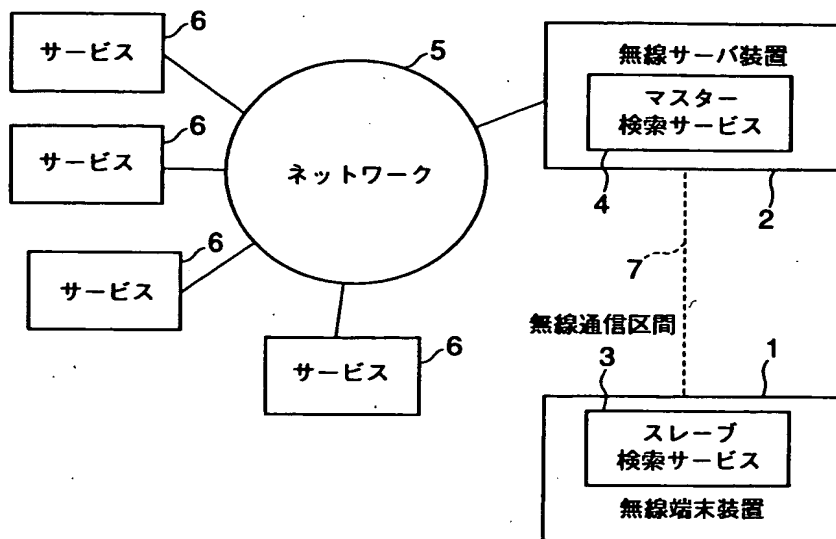 6
サービス
6
サービス
6
サービス
6
サービス
5
ネットワーク
無線サーバ装置
マスター
検索サービス
4
2
7
無線通信区間
3
1
スレーブ
検索サービス
無線端末装置